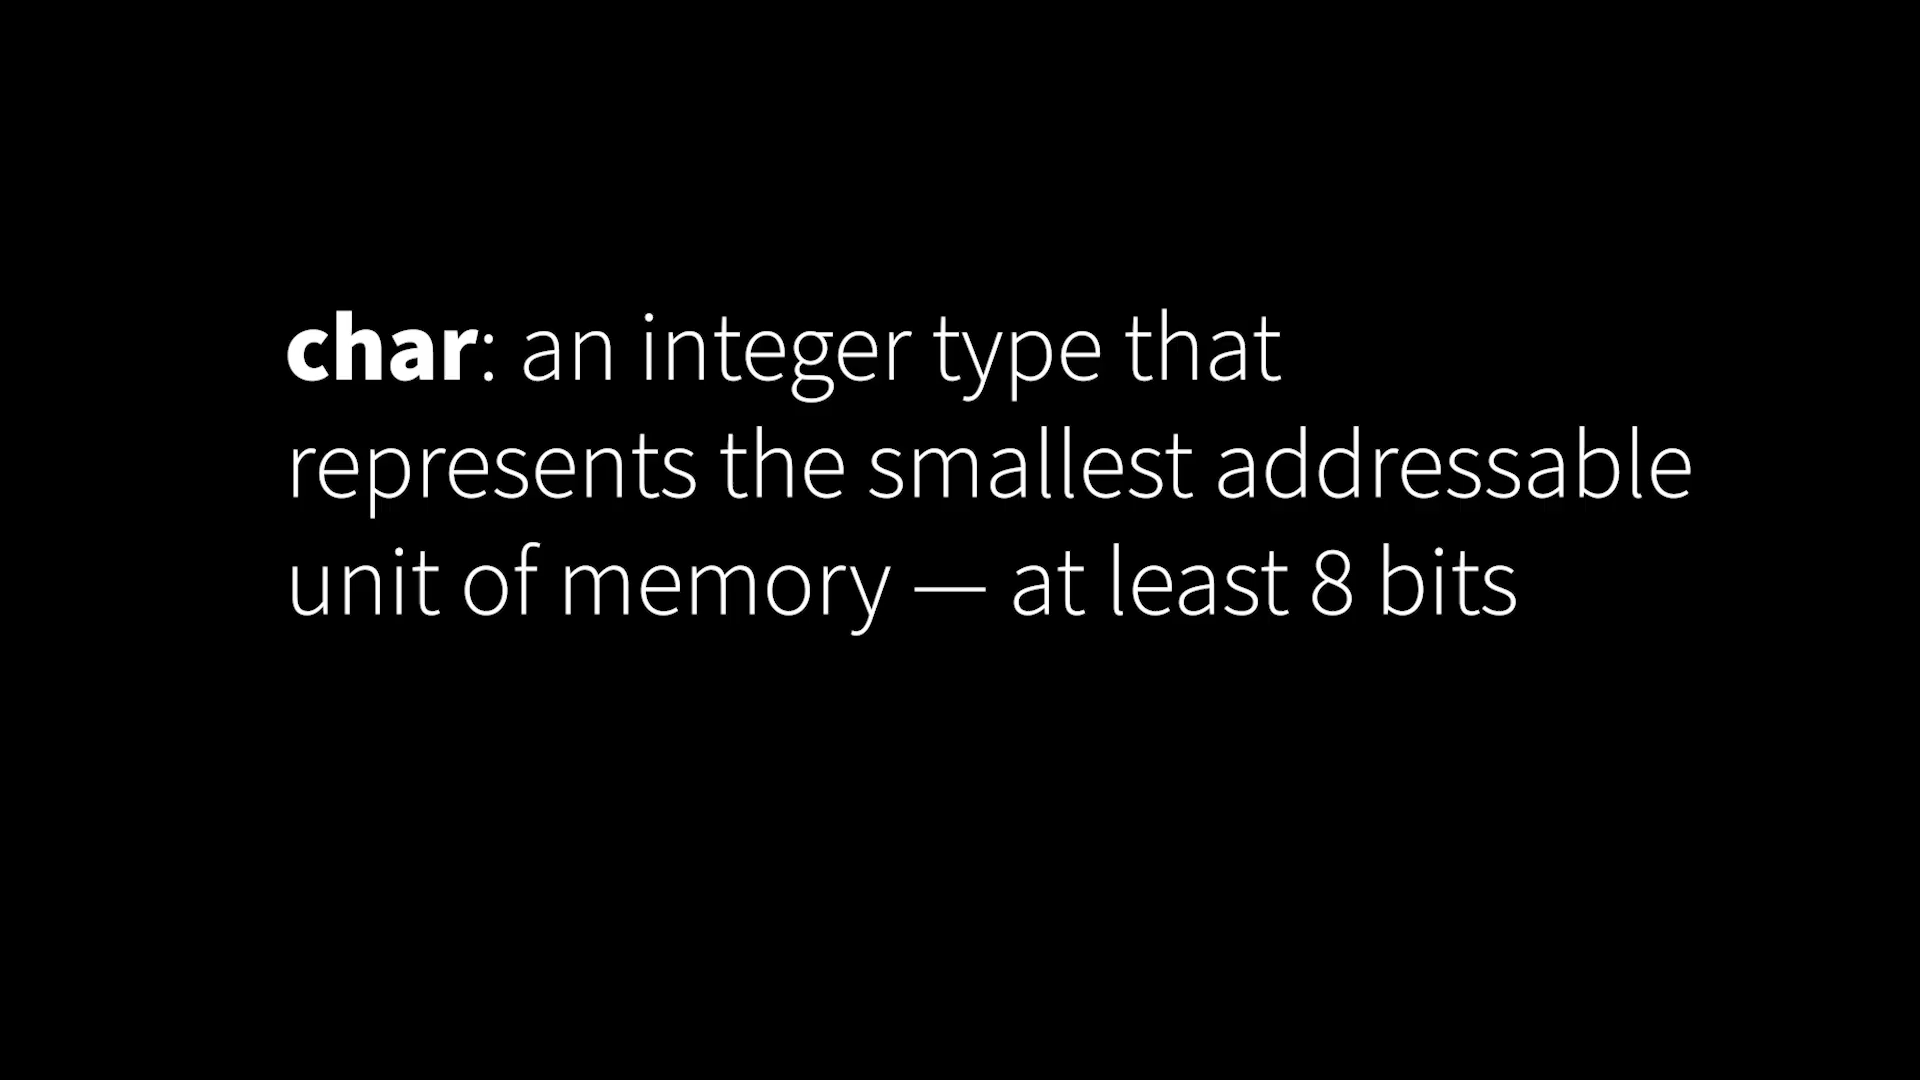 char: an integer type that
represents the smallest addressable
unit of memory — at least 8 bits